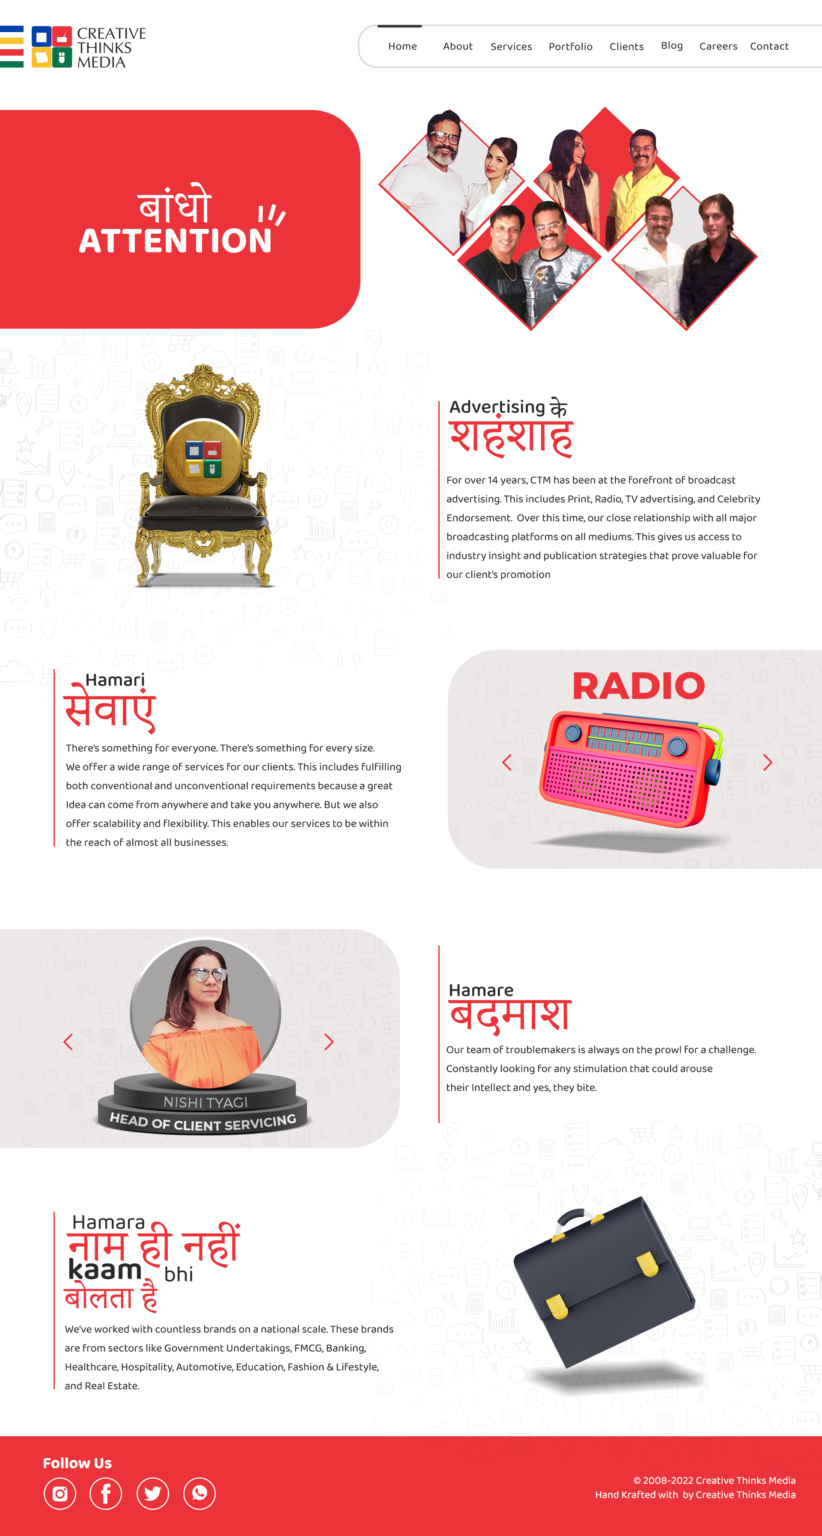 CREATIVE
THINKS
MEDIA
Home About Services Portfolio Clients Blog Careers Contact
बांधो
ATTENTION
Advertising के
शहंशाह
For over 14 years, CTM has been at the forefront of broadcast
advertising. This includes Print, Radio, TV advertising, and Celebrity
Endorsement. Over this time, our close relationship with all major
broadcasting platforms on all mediums. This gives us access to
industry insight and publication strategies that prove valuable for
our client's promotion
Hamari
सेवाएं
There's something for everyone. There's something for every size.
We offer a wide range of services for our clients. This includes fulfilling
both conventional and unconventional requirements because a great
Idea can come from anywhere and take you anywhere. But we also
offer scalability and flexibility. This enables our services to be within
the reach of almost all businesses.
RADIO
NISHI TYAGI
HEAD OF CLIENT SERVICING
Hamare
बदमाश
Our team of troublemakers is always on the prowl for a challenge.
Constantly looking for any stimulation that could arouse
their Intellect and yes, they bite.
Hamara
नाम ही नहीं
kaam bhi
बोलता है
We've worked with countless brands on a national scale. These brands
are from sectors like Government Undertakings, FMCG, Banking,
Healthcare, Hospitality, Automotive, Education, Fashion & Lifestyle,
and Real Estate.
Follow Us
© 2008-2022 Creative Thinks Media
Hand Krafted with by Creative Thinks Media